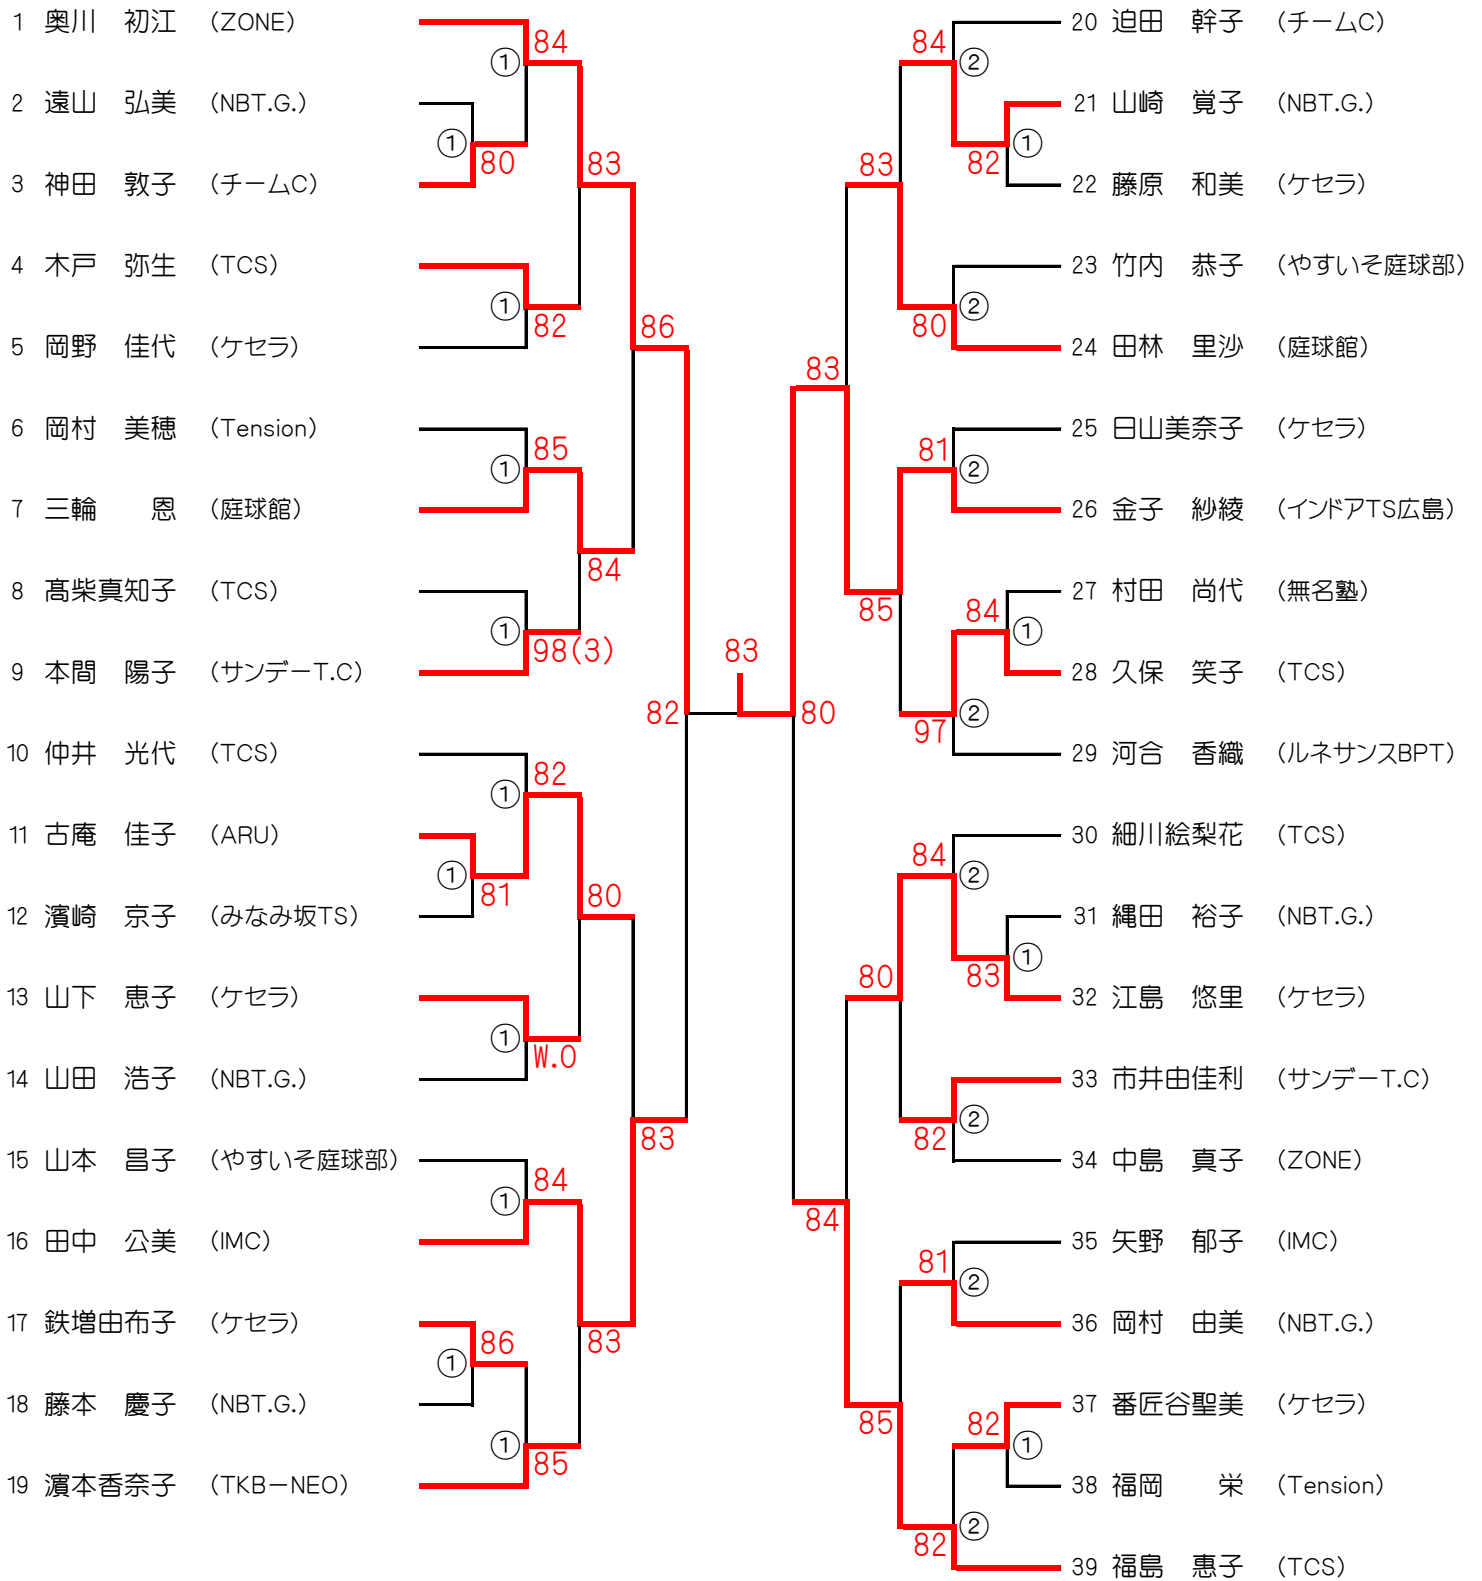 1 奥川　初江 (ZONE)
84
①
2 遠山　弘美 (NBT.G.)
①
80
3 神田　敦子 (チームC)
83
4 木戸　弥生 (TCS)
①
82
5 岡野　佳代 (ケセラ)
86
6 岡村　美穂 (Tension)
85
①
7 三輪　恩 (庭球館)
84
8 髙柴真知子 (TCS)
①
98(3)
9 本間　陽子 (サンデーT.C)
82
10 仲井　光代 (TCS)
82
①
11 古庵　佳子 (ARU)
①
81
12 濱崎　京子 (みなみ坂TS)
80
13 山下　恵子 (ケセラ)
①
W.O
14 山田　浩子 (NBT.G.)
83
15 山本　昌子 (やすいそ庭球部)
84
①
16 田中　公美 (IMC)
83
17 鉄増由布子 (ケセラ)
86
①
18 藤本　慶子 (NBT.G.)
①
85
19 濵本香奈子 (TKB－NEO)
83
80
20 迫田　幹子 (チームC)
84
②
21 山崎　覚子 (NBT.G.)
①
82
22 藤原　和美 (ケセラ)
83
23 竹内　恭子 (やすいそ庭球部)
②
80
24 田林　里沙 (庭球館)
83
25 日山美奈子 (ケセラ)
81
②
26 金子　紗綾 (インドアTS広島)
85
27 村田　尚代 (無名塾)
84
①
28 久保　笑子 (TCS)
②
97
29 河合　香織 (ルネサンスBPT)
30 細川絵梨花 (TCS)
84
②
31 縄田　裕子 (NBT.G.)
①
83
32 江島　悠里 (ケセラ)
80
33 市井由佳利 (サンデーT.C)
②
82
34 中島　真子 (ZONE)
84
35 矢野　郁子 (IMC)
81
②
36 岡村　由美 (NBT.G.)
85
37 番匠谷聖美 (ケセラ)
82
①
38 福岡　栄 (Tension)
②
82
39 福島　惠子 (TCS)